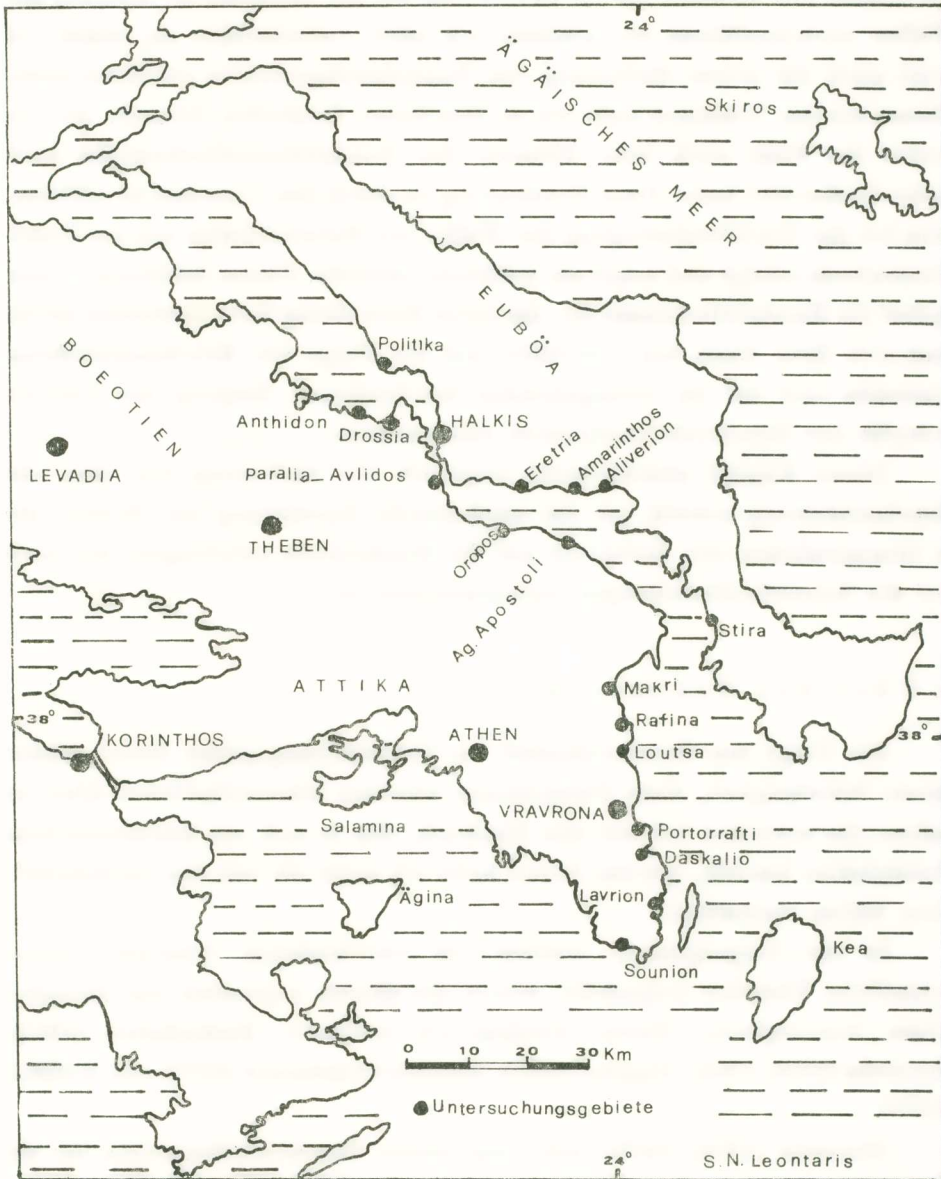 24°
ÄGÄISCHES MEER
Skiros
EUBÖA
BOEOTIEN
Politika
Anthidon
Drossia
HALKIS
Eretria
Amarinthos
Aliverion
LEVADIA
Paralia_Avlidos
THEBEN
Oropos
Ag. Apostoli
Stira
ATTIKA
Makri
38°
KORINTHOS
ATHEN
Rafina
38°
Loutsa
VRAVRONA
Salamina
Portorrafti
Daskalio
Ägina
Lavrion
Kea
Sounion
0 10 20 30 Km
Untersuchungsgebiete
24°
S.N. Leontaris